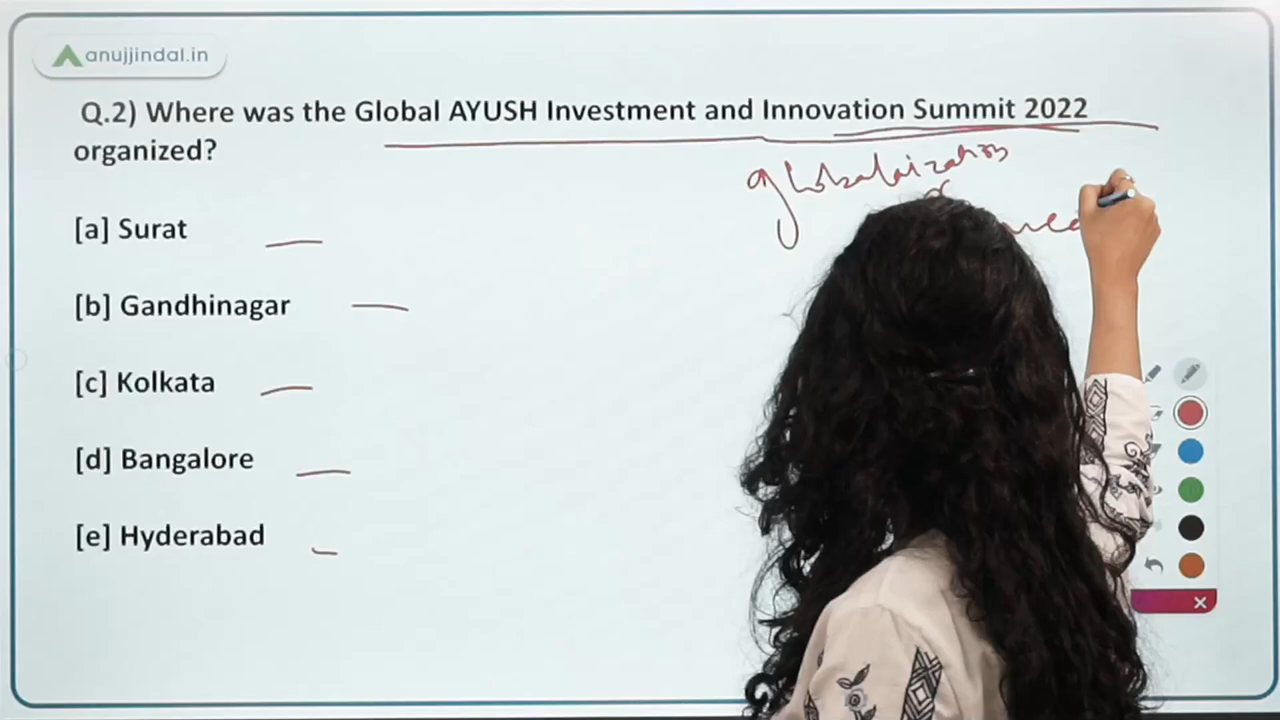 anujjindal.in
Q.2) Where was the Global AYUSH Investment and Innovation Summit 2022
organized?
[a] Surat
[b] Gandhinagar
[c] Kolkata
[d] Bangalore
[e] Hyderabad